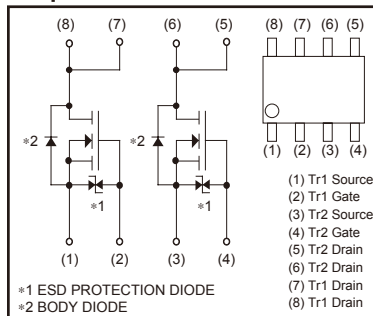 (8) (7) (6) (5)
(8) (7) (6) (5)
∗2
∗2
∗1
∗1
(1) (2) (3) (4)
(1) (2) (3) (4)
(1) Tr1 Source
(2) Tr1 Gate
(3) Tr2 Source
(4) Tr2 Gate
(5) Tr2 Drain
(6) Tr2 Drain
(7) Tr1 Drain
(8) Tr1 Drain
∗1 ESD PROTECTION DIODE
∗2 BODY DIODE